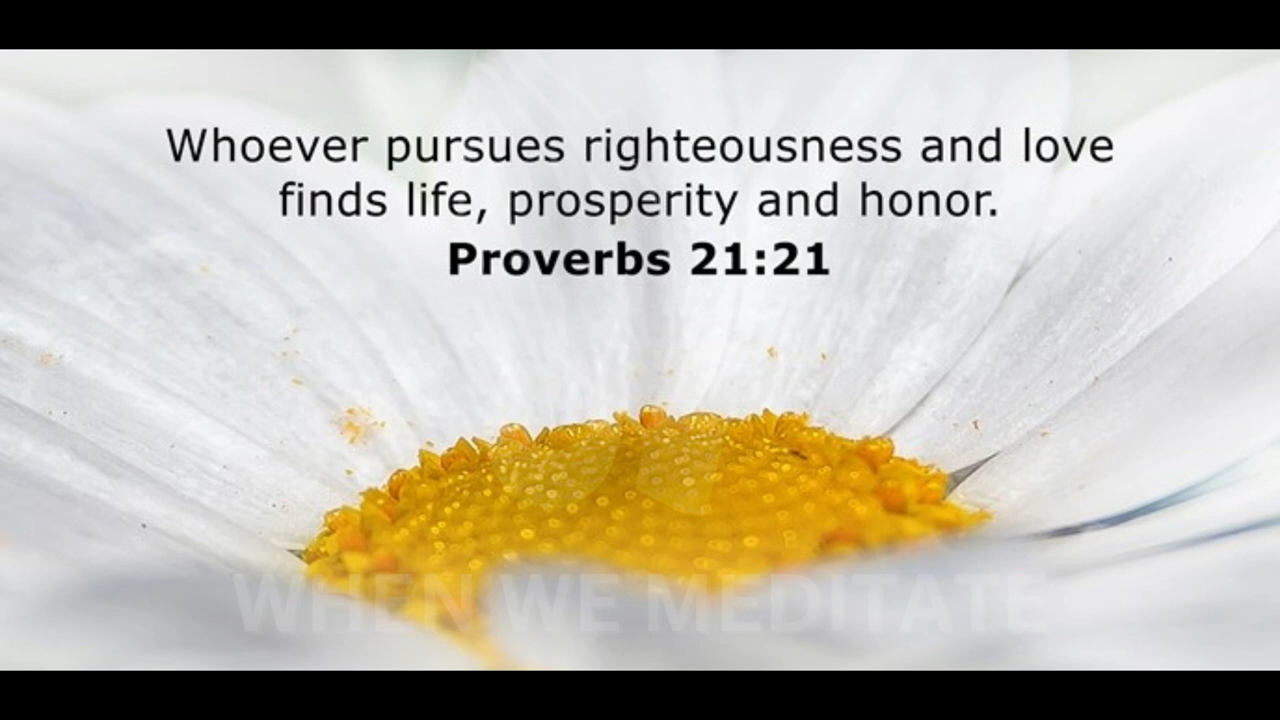 Whoever pursues righteousness and love
finds life, prosperity and honor.
Proverbs 21:21
WHEN WE MEDITATE